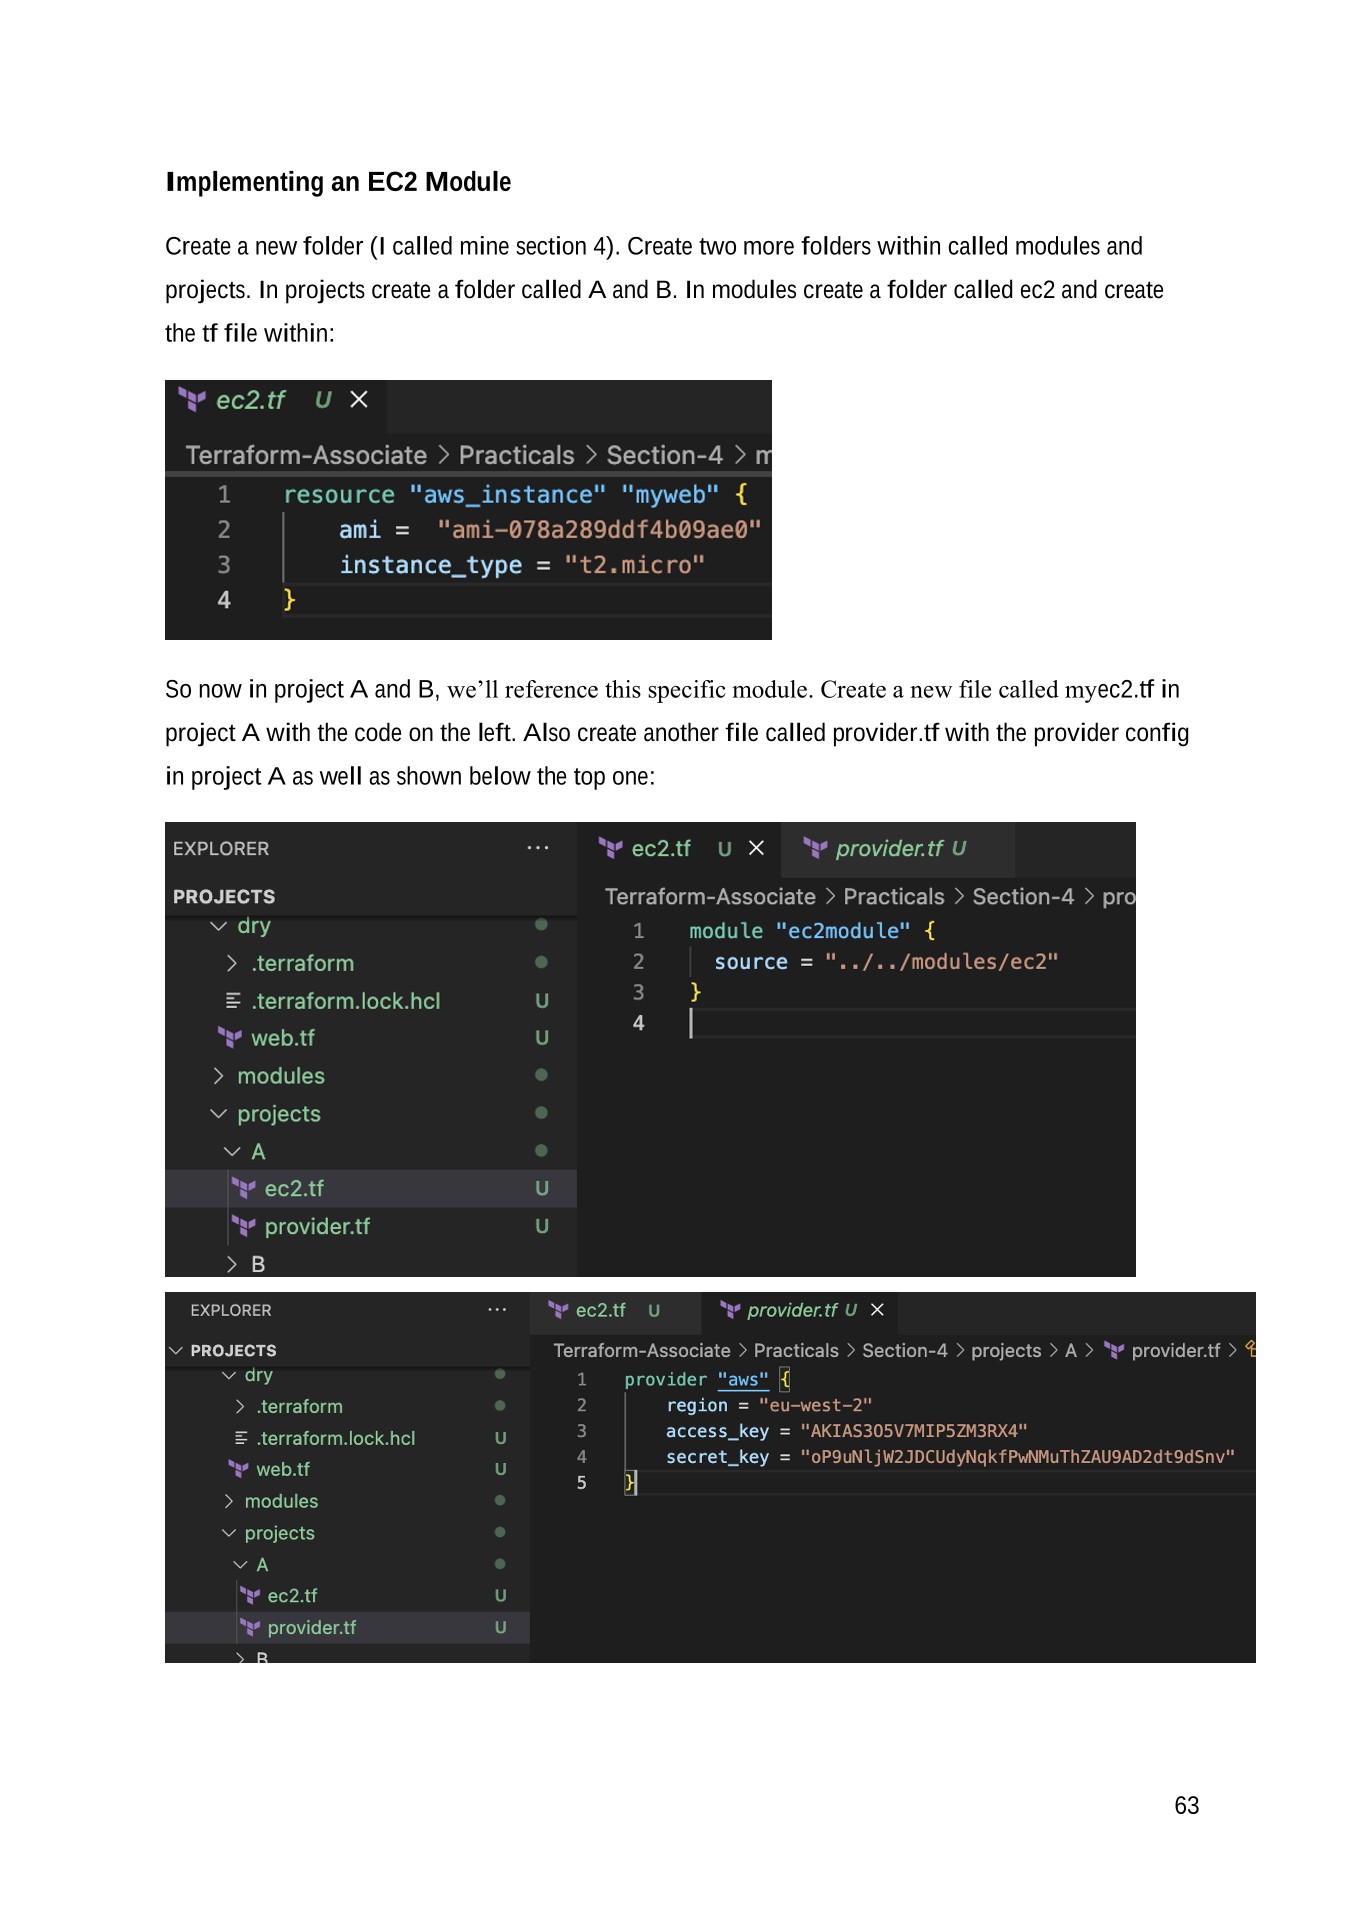 Implementing an EC2 Module
Create a new folder (I called mine section 4). Create two more folders within called modules and
projects. In projects create a folder called A and B. In modules create a folder called ec2 and create
the tf file within:
ec2.tf U
Terraform-Associate > Practicals > Section-4 > m
1 resource "aws_instance" "myweb" {
2 ami = "ami-078a289ddf4b09ae0"
3 instance_type = "t2.micro"
4 }
So now in project A and B, we’ll reference this specific module. Create a new file called myec2.tf in
project A with the code on the left. Also create another file called provider.tf with the provider config
in project A as well as shown below the top one:
EXPLORER ...
PROJECTS
dry
.terraform
.terraform.lock.hcl U
web.tf U
modules
projects
A
ec2.tf U
provider.tf U
B
ec2.tf U provider.tf U
Terraform-Associate > Practicals > Section-4 > pro
1 module "ec2module" {
2 source = "../../modules/ec2"
3 }
4
EXPLORER ...
PROJECTS
dry
.terraform
.terraform.lock.hcl U
web.tf U
modules
projects
A
ec2.tf U
provider.tf U
B
ec2.tf U provider.tf U
Terraform-Associate > Practicals > Section-4 > projects > A > provider.tf >
1 provider "aws" {
2 region = "eu-west-2"
3 access_key = "AKIAS3O5V7MIP5ZM3RX4"
4 secret_key = "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"
5 }
63